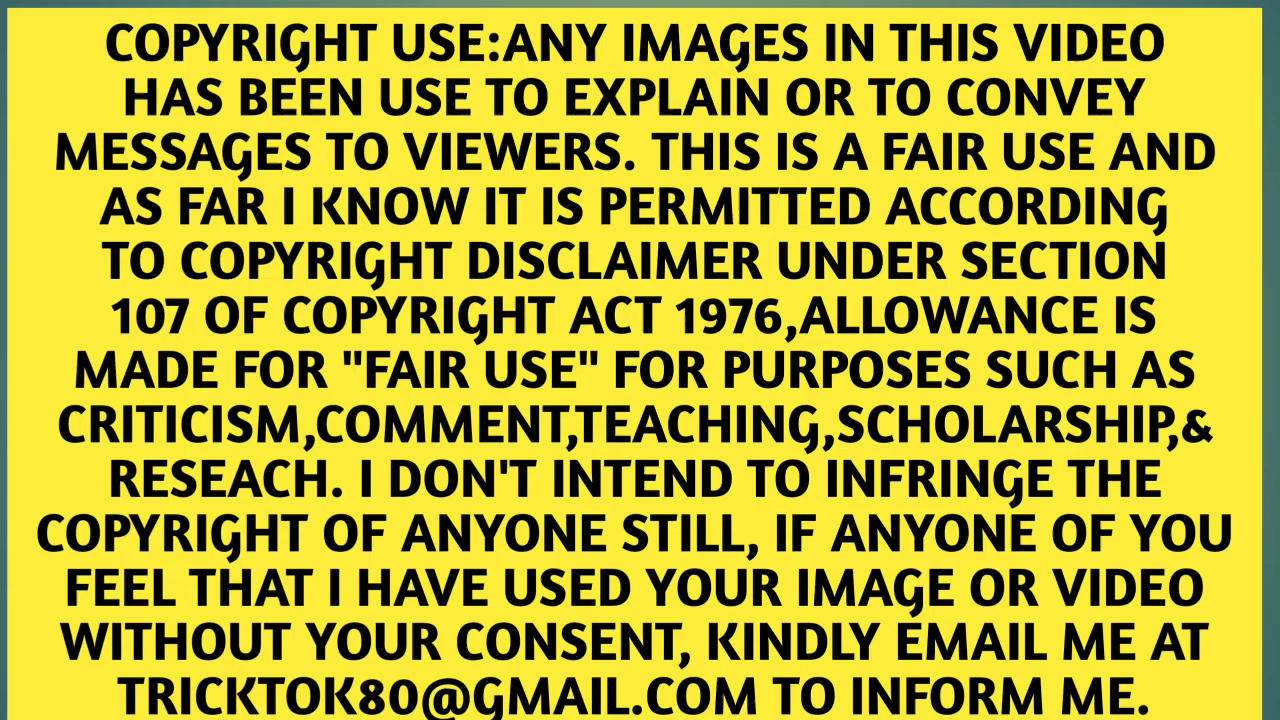 COPYRIGHT USE:ANY IMAGES IN THIS VIDEO
HAS BEEN USE TO EXPLAIN OR TO CONVEY
MESSAGES TO VIEWERS. THIS IS A FAIR USE AND
AS FAR I KNOW IT IS PERMITTED ACCORDING
TO COPYRIGHT DISCLAIMER UNDER SECTION
107 OF COPYRIGHT ACT 1976,ALLOWANCE IS
MADE FOR "FAIR USE" FOR PURPOSES SUCH AS
CRITICISM,COMMENT,TEACHING,SCHOLARSHIP,&
RESEACH. I DON'T INTEND TO INFRINGE THE
COPYRIGHT OF ANYONE STILL, IF ANYONE OF YOU
FEEL THAT I HAVE USED YOUR IMAGE OR VIDEO
WITHOUT YOUR CONSENT, KINDLY EMAIL ME AT
TRICKTOK80@GMAIL.COM TO INFORM ME.